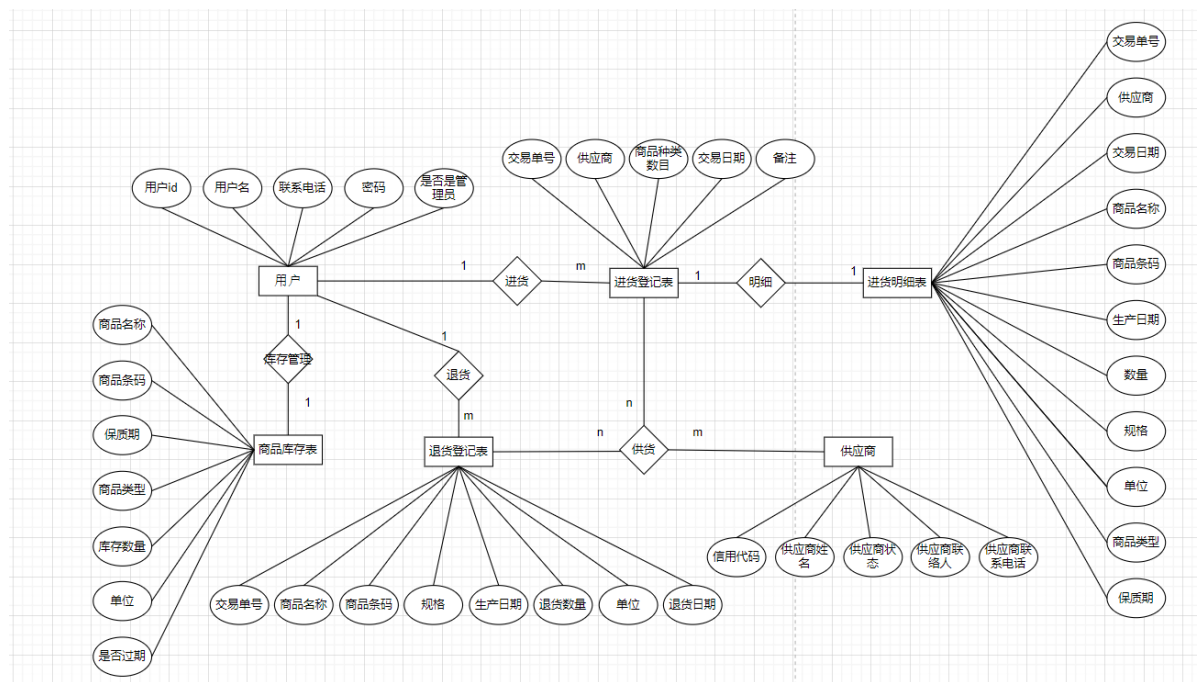 交易单号
供应商
交易日期
商品名称
商品条码
生产日期
数量
规格
单位
商品类型
保质期
交易单号
供应商
商品种类
数目
交易日期
备注
用户id
用户名
联系电话
密码
是否是管
理员
用户
1
进货
m
进货登记表
1
明细
1
进货明细表
1
库存管理
1
商品库存表
1
退货
m
退货登记表
n
n
供货
m
供应商
商品名称
商品条码
保质期
商品类型
库存数量
单位
是否过期
交易单号
商品名称
商品条码
规格
生产日期
退货数量
单位
退货日期
信用代码
供应商姓
名
供应商状
态
供应商联
络人
供应商联
系电话